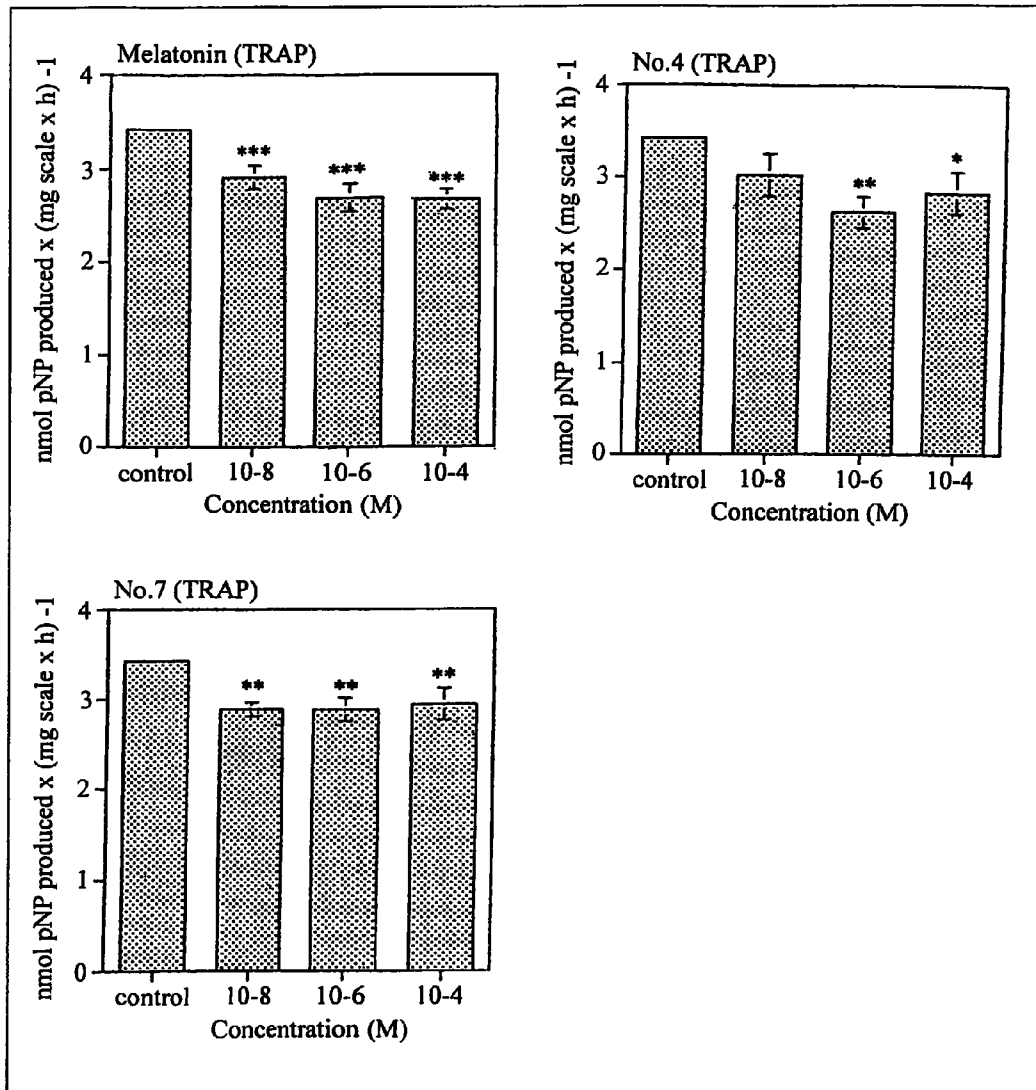 Melatonin (TRAP)
nmol pNP produced x (mg scale x h) -1
4
3
2
1
0
***
***
***
control
10-8
10-6
10-4
Concentration (M)
No.4 (TRAP)
nmol pNP produced x (mg scale x h) -1
4
3
2
1
0
**
*
control
10-8
10-6
10-4
Concentration (M)
No.7 (TRAP)
nmol pNP produced x (mg scale x h) -1
4
3
2
1
0
**
**
**
control
10-8
10-6
10-4
Concentration (M)